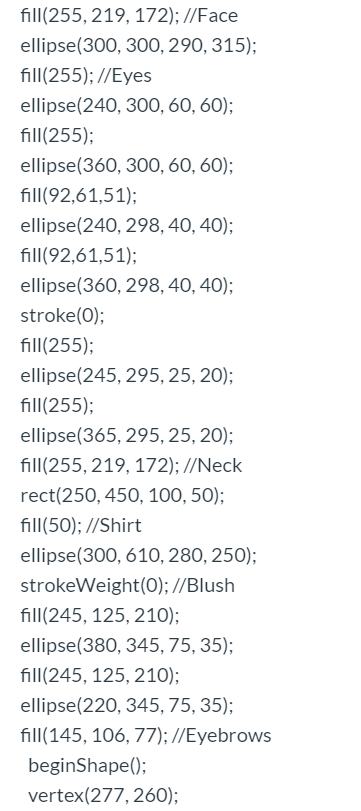 fill(255, 219, 172); //Face
ellipse(300, 300, 290, 315);
fill(255); //Eyes
ellipse(240, 300, 60, 60);
fill(255);
ellipse(360, 300, 60, 60);
fill(92,61,51);
ellipse(240, 298, 40, 40);
fill(92,61,51);
ellipse(360, 298, 40, 40);
stroke(0);
fill(255);
ellipse(245, 295, 25, 20);
fill(255);
ellipse(365, 295, 25, 20);
fill(255, 219, 172); //Neck
rect(250, 450, 100, 50);
fill(50); //Shirt
ellipse(300, 610, 280, 250);
strokeWeight(0); //Blush
fill(245, 125, 210);
ellipse(380, 345, 75, 35);
fill(245, 125, 210);
ellipse(220, 345, 75, 35);
fill(145, 106, 77); //Eyebrows
beginShape();
vertex(277, 260);